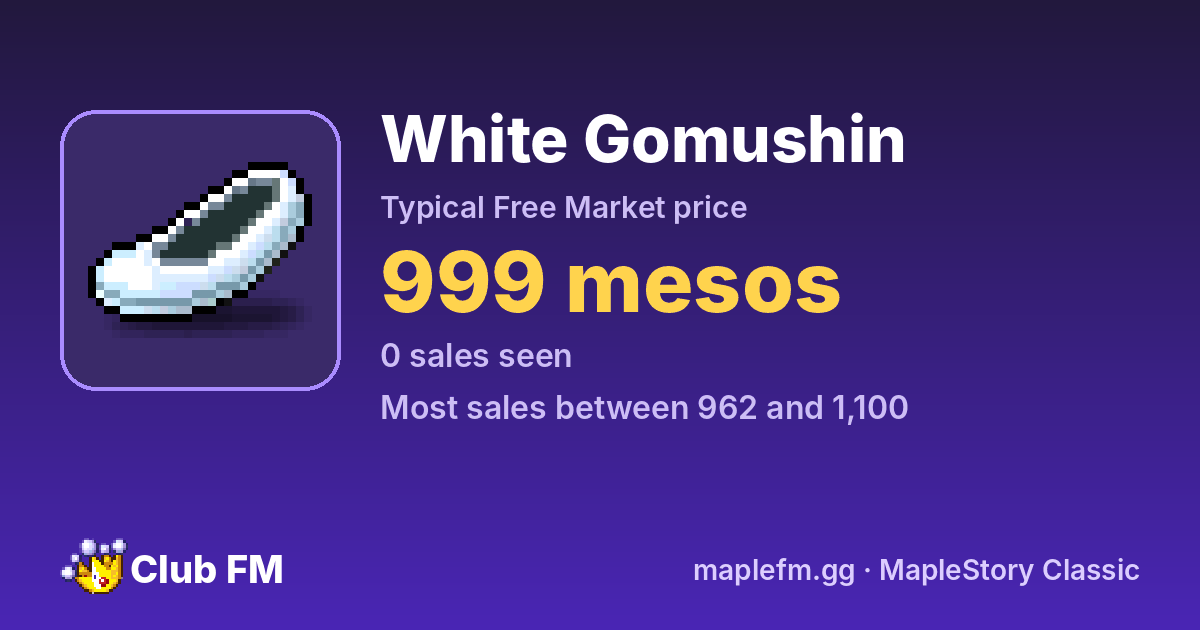 White Gomushin
Typical Free Market price
999 mesos
0 sales seen
Most sales between 962 and 1,100
Club FM
maplefm.gg · MapleStory Classic